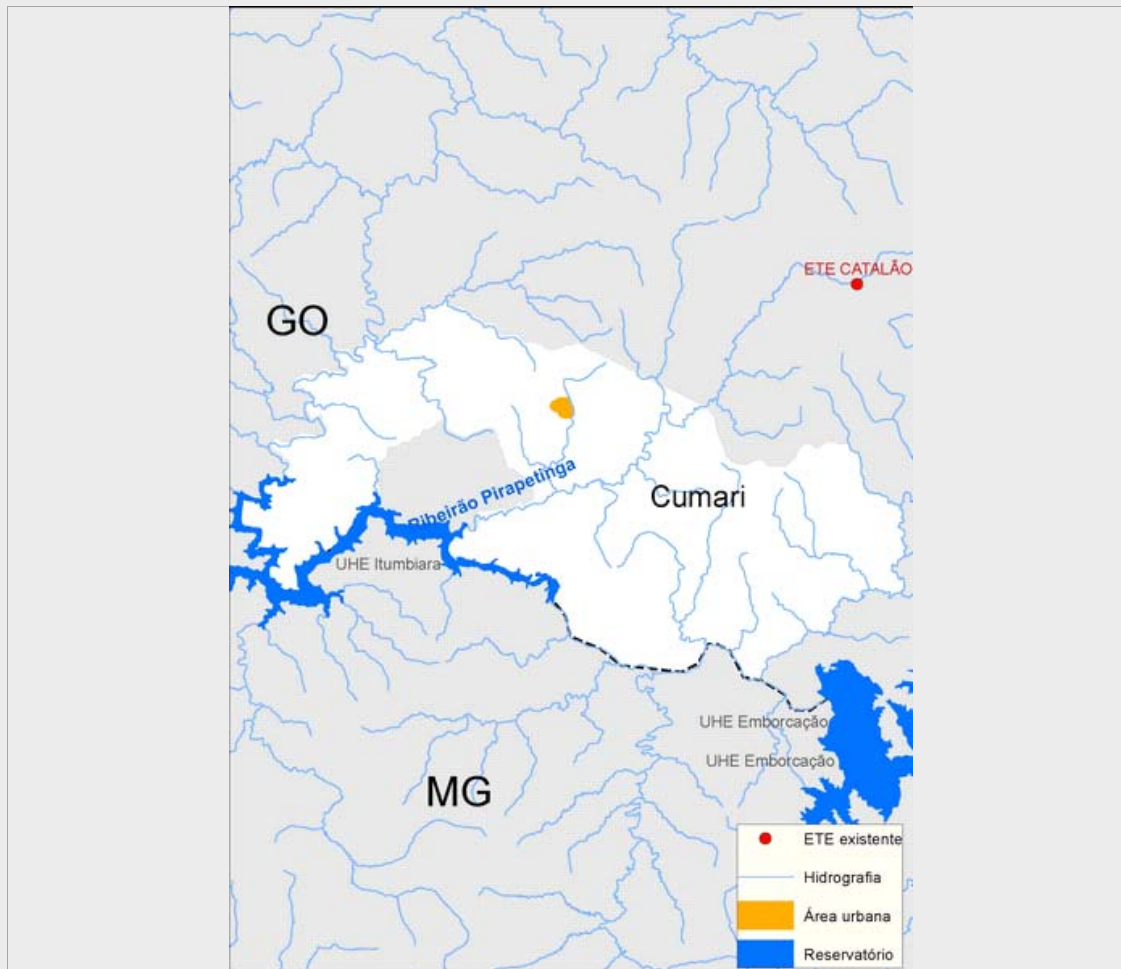 ETE CATALÃO
GO
Cumari
Ribeirão Pirapetinga
UHE Itumbiara
UHE Emborcação
UHE Emborcação
MG
ETE existente
Hidrografia
Área urbana
Reservatório